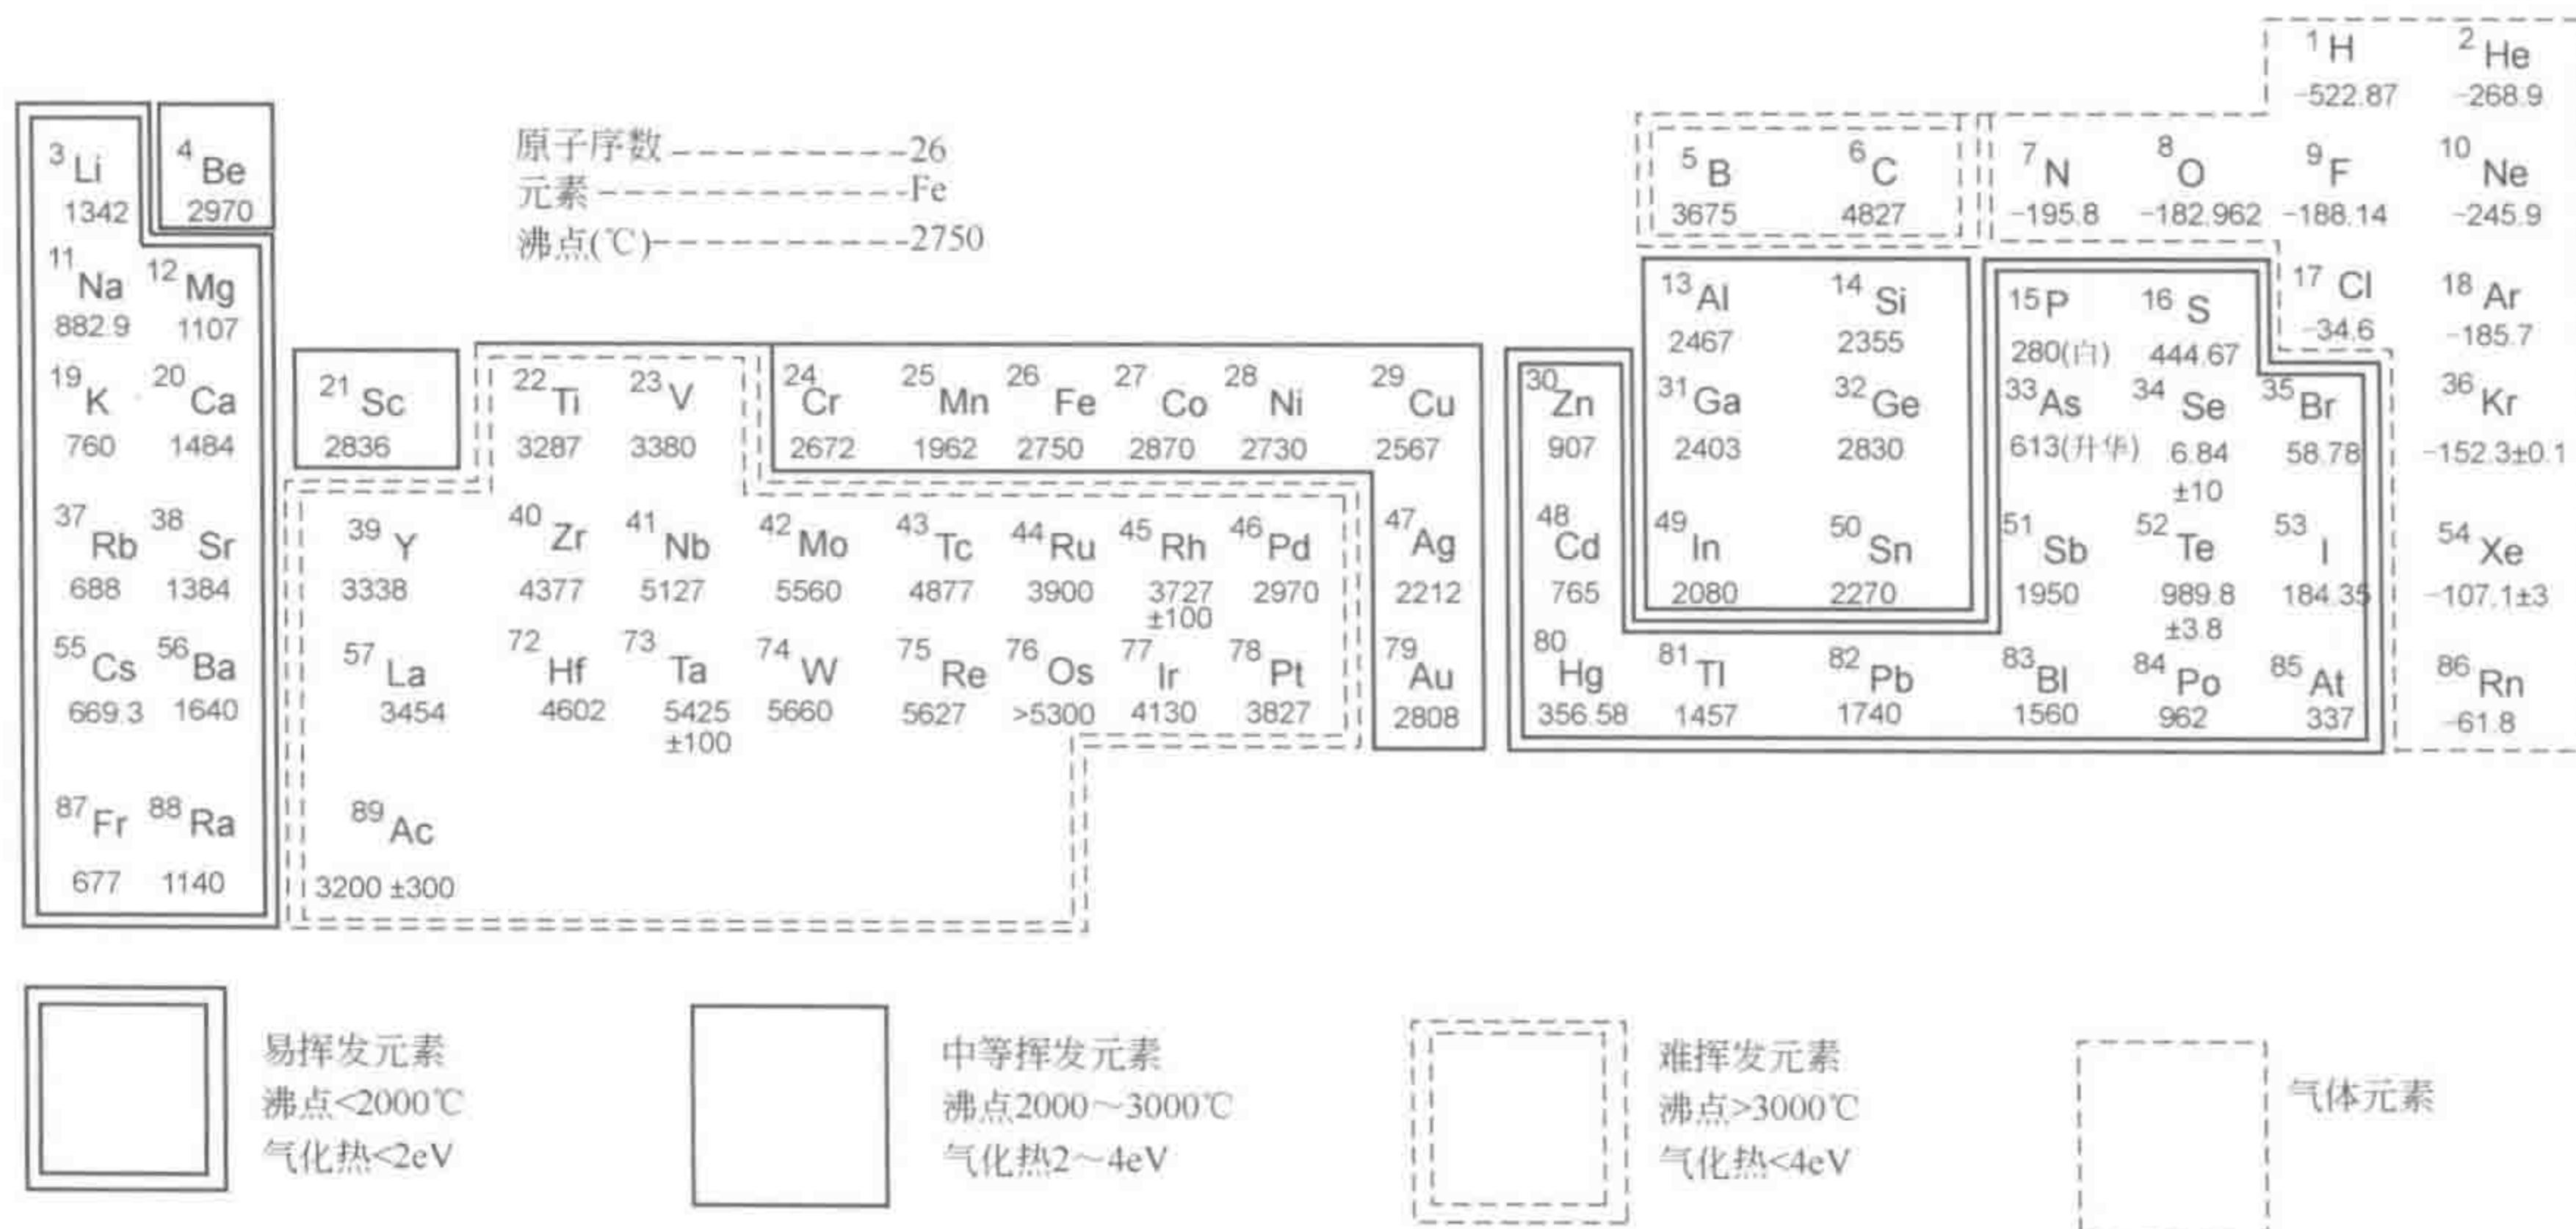 1 H 2 He
-522.87 -268.9
3 Li 4 Be 5 B 6 C 7 N 8 O 9 F 10 Ne
1342 2970 3675 4827 -195.8 -182.962 -188.14 -245.9
原子序数----------26
元素-------------Fe
沸点(℃)-----------2750
11 Na 12 Mg 13 Al 14 Si 15 P 16 S 17 Cl 18 Ar
882.9 1107 2467 2355 280(白) 444.67 -34.6 -185.7
19 K 20 Ca 21 Sc 22 Ti 23 V 24 Cr 25 Mn 26 Fe 27 Co 28 Ni 29 Cu 30 Zn 31 Ga 32 Ge 33 As 34 Se 35 Br 36 Kr
760 1484 2836 3287 3380 2672 1962 2750 2870 2730 2567 907 2403 2830 613(升华) 6.84 58.78 -152.3±0.1
±10
37 Rb 38 Sr 39 Y 40 Zr 41 Nb 42 Mo 43 Tc 44 Ru 45 Rh 46 Pd 47 Ag 48 Cd 49 In 50 Sn 51 Sb 52 Te 53 I 54 Xe
688 1384 3338 4377 5127 5560 4877 3900 3727 2970 2212 765 2080 2270 1950 989.8 184.35 -107.1±3
±100 ±3.8
55 Cs 56 Ba 57 La 72 Hf 73 Ta 74 W 75 Re 76 Os 77 Ir 78 Pt 79 Au 80 Hg 81 Tl 82 Pb 83 BI 84 Po 85 At 86 Rn
669.3 1640 3454 4602 5425 5660 5627 >5300 4130 3827 2808 356.58 1457 1740 1560 962 337 -61.8
±100
87 Fr 88 Ra 89 Ac
677 1140 3200 ±300
易挥发元素
沸点<2000℃
气化热<2eV
中等挥发元素
沸点2000～3000℃
气化热2～4eV
难挥发元素
沸点>3000℃
气化热<4eV
气体元素